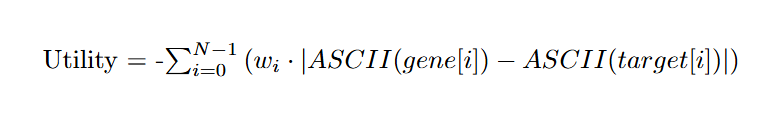 Utility = -∑_{i=0}^{N−1} (w_i · |ASCII(gene[i]) − ASCII(target[i])|)